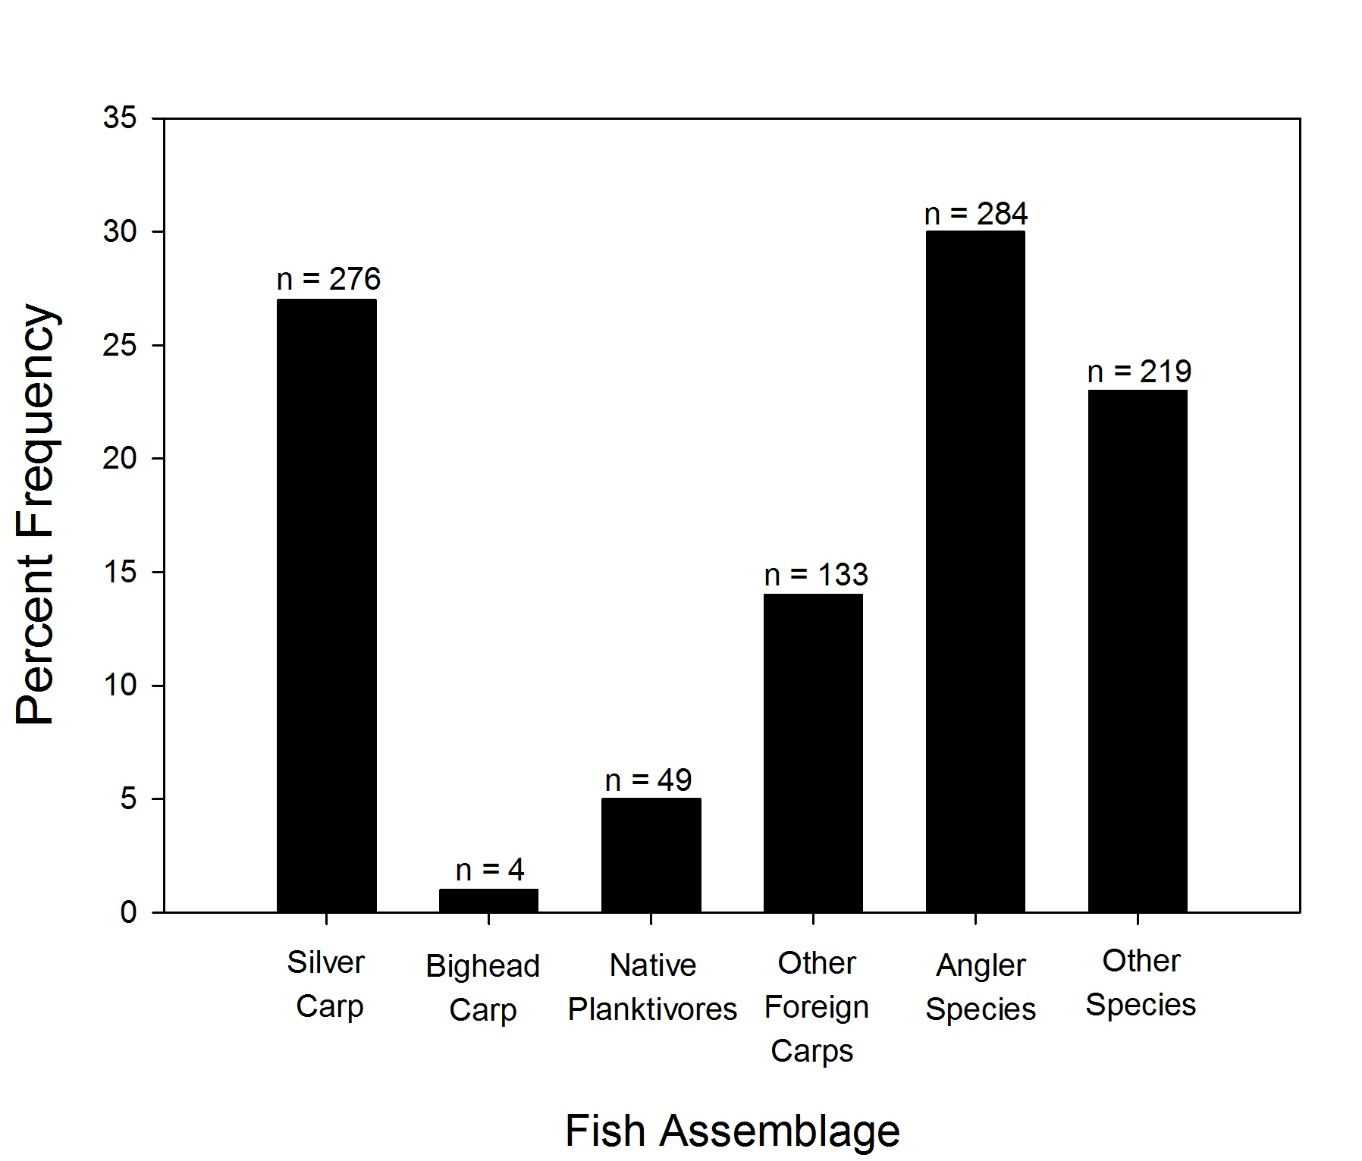 35
30
25
20
15
10
5
0
Percent Frequency
n = 276
n = 4
n = 49
n = 133
n = 284
n = 219
Silver
Carp
Bighead
Carp
Native
Planktivores
Other
Foreign
Carps
Angler
Species
Other
Species
Fish Assemblage